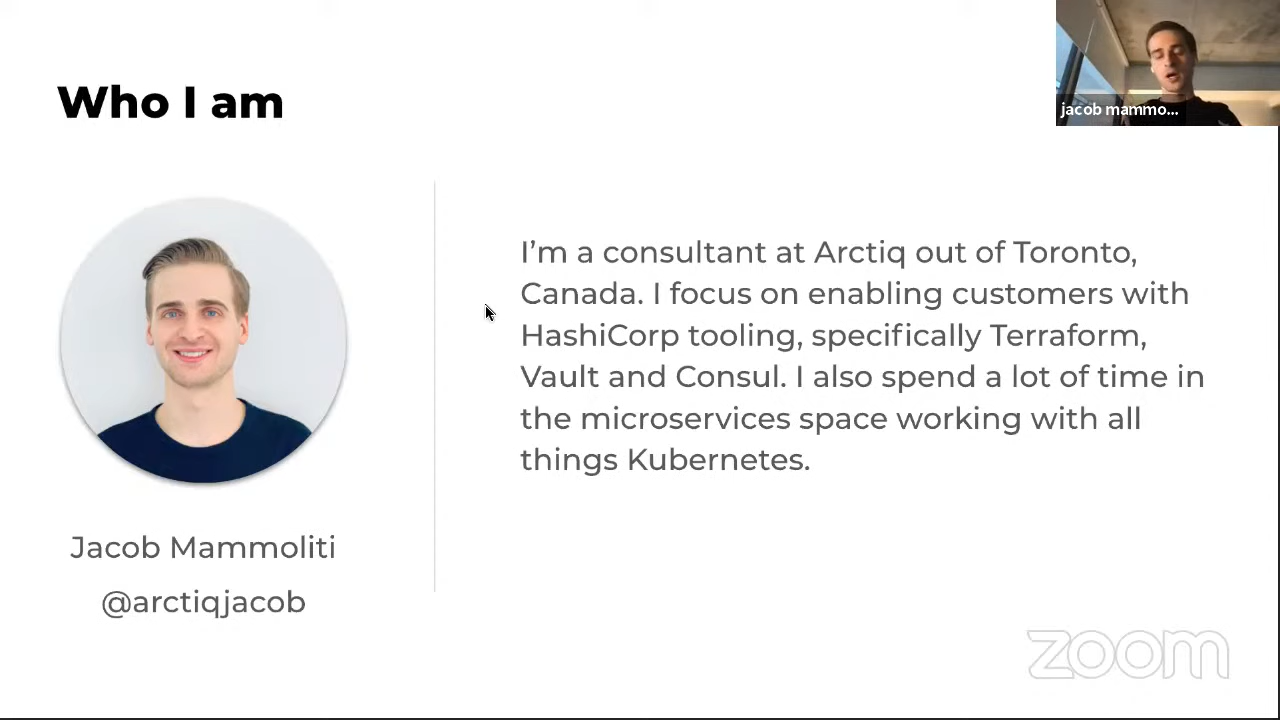 Who I am
jacob mammo...
I’m a consultant at Arctiq out of Toronto,
Canada. I focus on enabling customers with
HashiCorp tooling, specifically Terraform,
Vault and Consul. I also spend a lot of time in
the microservices space working with all
things Kubernetes.
Jacob Mammoliti
@arctiqjacob
zoom